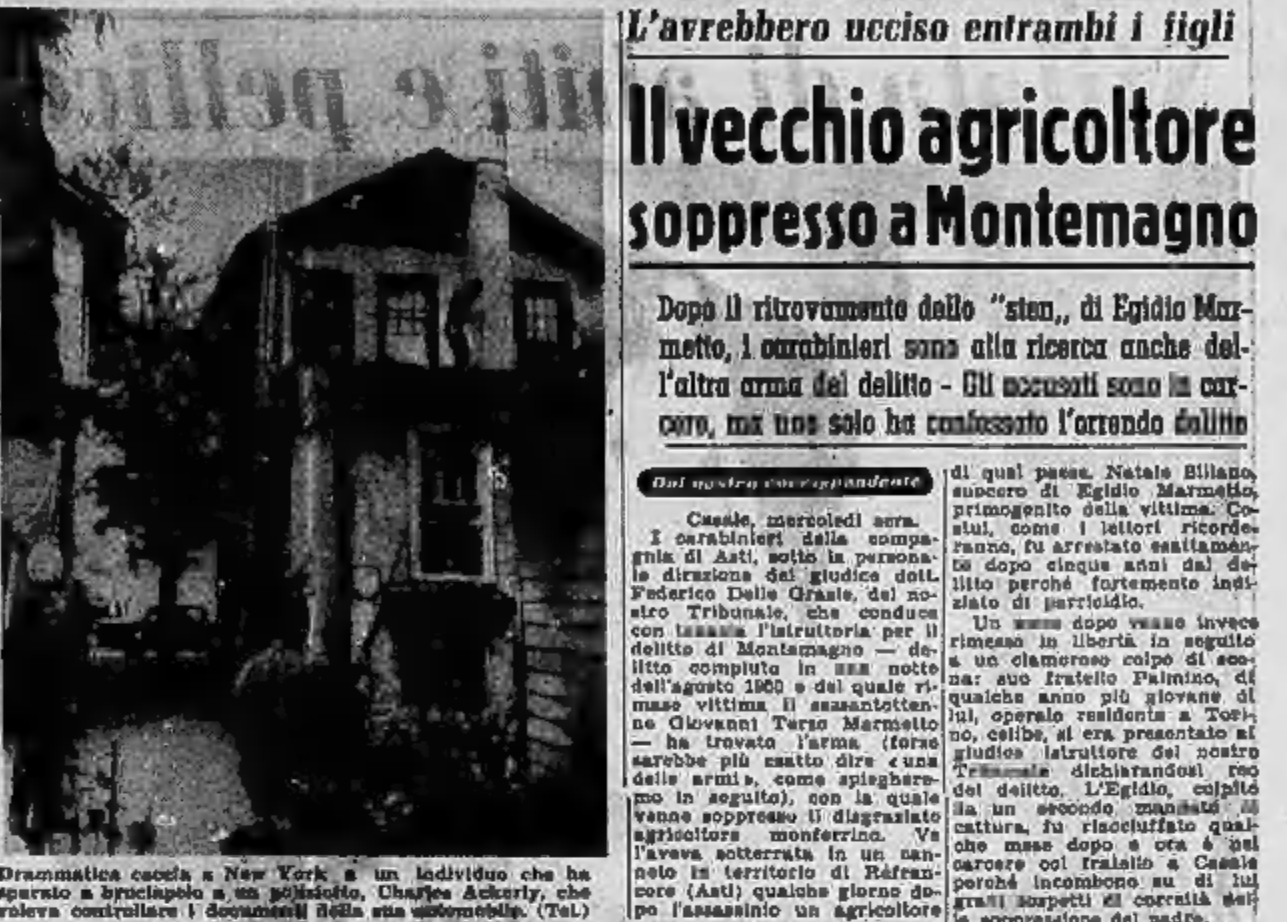 L'avrebbero ucciso entrambi i figli
Il vecchio agricoltore
soppresso a Montemagno
Dopo il ritrovamento dello "sten„ di Egidio Mar-
metto, i carabinieri sono alla ricerca anche del-
l'altra arma del delitto - Gli accusati sono in car-
cere, ma uno solo ha confessato l'orrendo delitto
Dal nostro corrispondente
Casale, mercoledì sera.
I carabinieri della compa-
gnia di Asti, sotto la persona-
le direzione del giudice dott.
Federico Delle Grazie, del no-
stro Tribunale, che conduce
con l'istruttoria per il
delitto di Montemagno — de-
litto compiuto in una notte
dell'agosto 1960 e del quale ri-
mase vittima il sessantotten-
ne Giovanni Terzo Marmetto
— ha trovato l'arma (forse
sarebbe più esatto dire «una
delle armi», come spieghere-
mo in seguito), con la quale
venne soppresso il disgraziato
agricoltore monferrino. Ve
l'aveva sotterrata in un can-
neto in territorio di Refran-
core (Asti) qualche giorno do-
po l'assassinio un agricoltore
di quel paese, Natale Billano,
suocero di Egidio Marmetto,
primogenito della vittima. Co-
stui, come i lettori ricorde-
ranno, fu arrestato esattamen-
te dopo cinque anni dal de-
litto perché fortemente indi-
ziato di parricidio.
Un mese dopo venne invece
rimesso in libertà in seguito
a un clamoroso colpo di sce-
na: suo fratello Palmino, di
qualche anno più giovane di
lui, operaio residente a Tori-
no, celibe, si era presentato al
giudice istruttore del nostro
Tribunale dichiarandosi reo
del delitto. L'Egidio, colpito
da un secondo mandato di
cattura, fu riacciuffato qual-
che mese dopo e ora è nel
carcere col fratello a Casale
perché incombono su di lui
gravi sospetti di correità nel-
la soppressione del padre.
Drammatica caccia a New York a un individuo che ha
sparato a bruciapelo a un poliziotto, Charles Ackerly, che
voleva controllare i documenti della sua automobile. (Tel.)